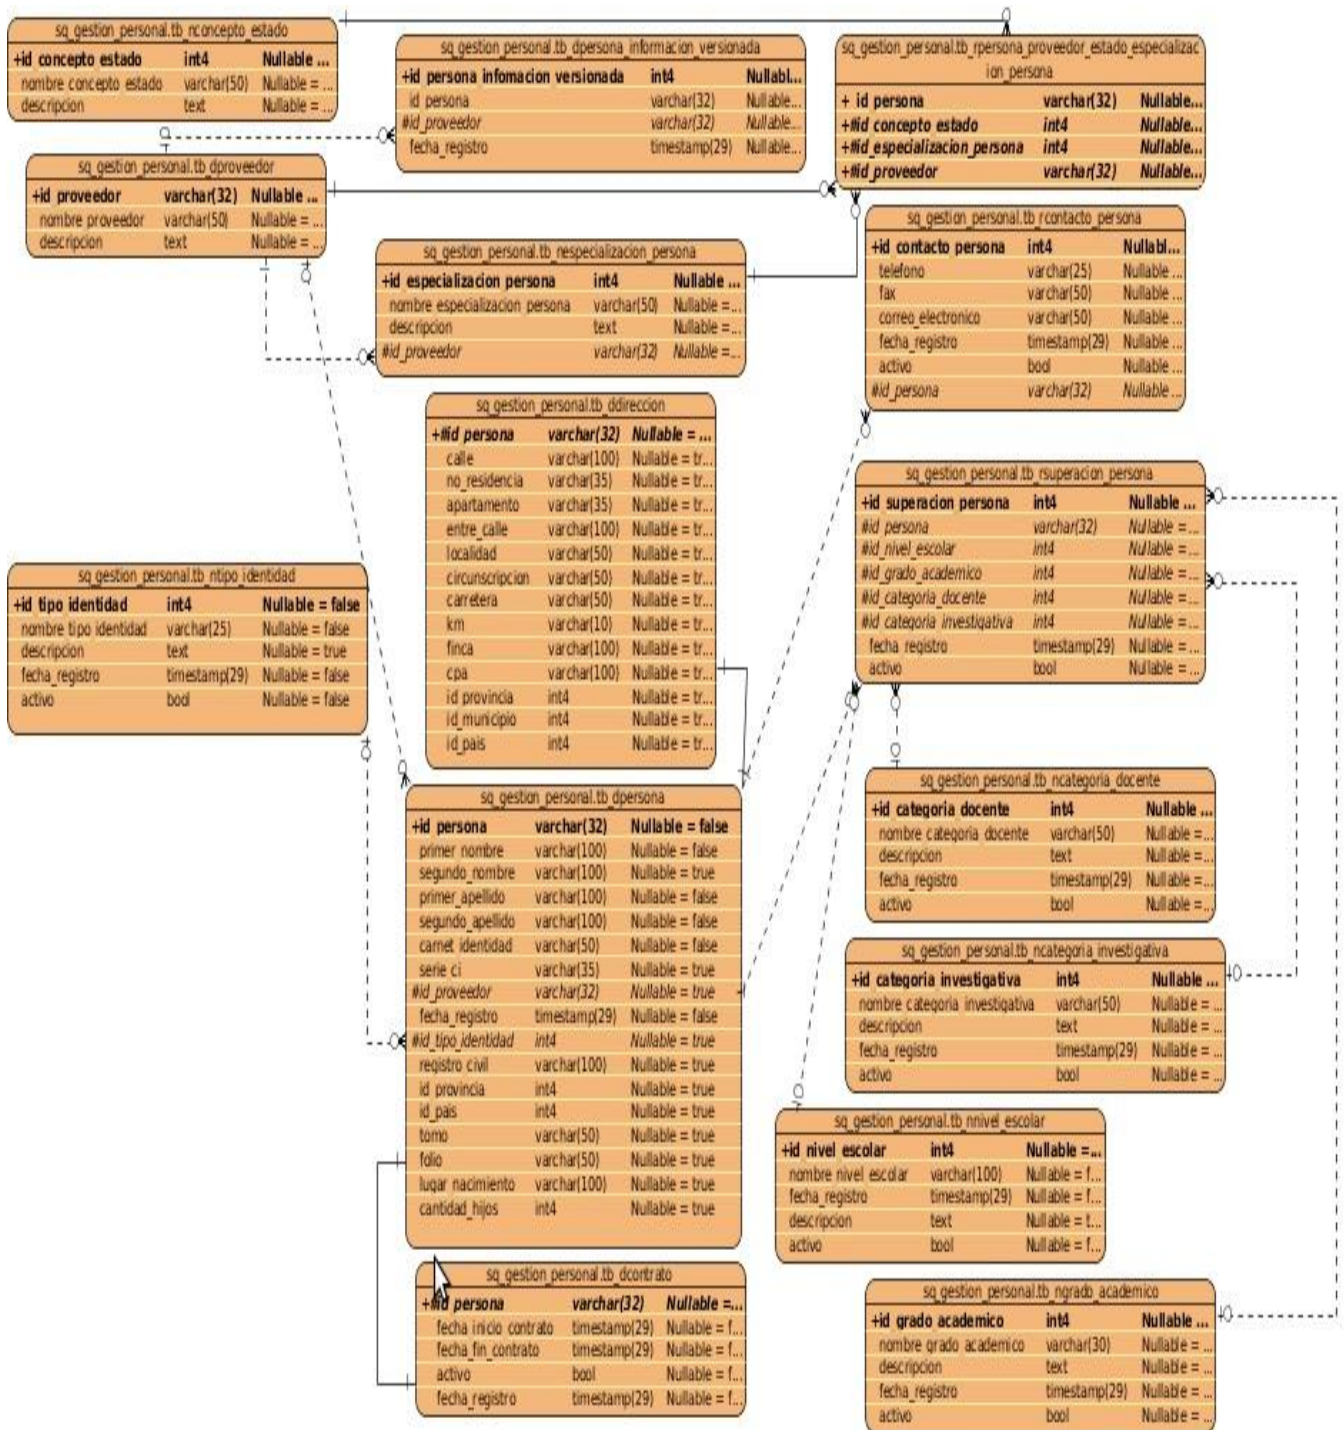 sq_gestion_personal.tb_nconcepto_estado
+id_concepto_estado int4 Nullable ...
nombre_concepto_estado varchar(50) Nullable = ...
descripcion text Nullable = ...
sq_gestion_personal.tb_dpersona_informacion_versionada
+id_persona_infomacion_versionada int4 Nullabl...
id_persona varchar(32) Nullable...
#id_proveedor varchar(32) Nullable...
fecha_registro timestamp(29) Nullable...
sq_gestion_personal.tb_rpersona_proveedor_estado_especializac
ion_persona
+ id_persona varchar(32) Nullable...
+#id_concepto_estado int4 Nullable...
+#id_especializacion_persona int4 Nullable...
+#id_proveedor varchar(32) Nullable...
sq_gestion_personal.tb_dproveedor
+id_proveedor varchar(32) Nullable ...
nombre_proveedor varchar(50) Nullable = ...
descripcion text Nullable = ...
sq_gestion_personal.tb_nespecializacion_persona
+id_especializacion_persona int4 Nullable ...
nombre_especializacion_persona varchar(50) Nullable =...
descripcion text Nullable =...
#id_proveedor varchar(32) Nullable =...
sq_gestion_personal.tb_rcontacto_persona
+id_contacto_persona int4 Nullabl...
telefono varchar(25) Nullable ...
fax varchar(50) Nullable ...
correo_electronico varchar(50) Nullable ...
fecha_registro timestamp(29) Nullable ...
activo bool Nullable ...
#id_persona varchar(32) Nullable ...
sq_gestion_personal.tb_ddireccion
+#id_persona varchar(32) Nullable = ...
calle varchar(100) Nullable = tr...
no_residencia varchar(35) Nullable = tr...
apartamento varchar(35) Nullable = tr...
entre_calle varchar(100) Nullable = tr...
localidad varchar(50) Nullable = tr...
circunscripcion varchar(50) Nullable = tr...
carretera varchar(50) Nullable = tr...
km varchar(10) Nullable = tr...
finca varchar(100) Nullable = tr...
cpa varchar(100) Nullable = tr...
id_provincia int4 Nullable = tr...
id_municipio int4 Nullable = tr...
id_pais int4 Nullable = tr...
sq_gestion_personal.tb_rsuperacion_persona
+id_superacion_persona int4 Nullable ...
#id_persona varchar(32) Nullable =...
#id_nivel_escolar int4 Nullable =...
#id_grado_academico int4 Nullable =...
#id_categoria_docente int4 Nullable =...
#id_categoria_investigativa int4 Nullable =...
fecha_registro timestamp(29) Nullable =...
activo bool Nullable =...
sq_gestion_personal.tb_ntipo_identidad
+id_tipo_identidad int4 Nullable = false
nombre_tipo_identidad varchar(25) Nullable = false
descripcion text Nullable = true
fecha_registro timestamp(29) Nullable = false
activo bool Nullable = false
sq_gestion_personal.tb_dpersona
+id_persona varchar(32) Nullable = false
primer_nombre varchar(100) Nullable = false
segundo_nombre varchar(100) Nullable = true
primer_apellido varchar(100) Nullable = false
segundo_apellido varchar(100) Nullable = false
carnet_identidad varchar(50) Nullable = false
serie_ci varchar(35) Nullable = true
#id_proveedor varchar(32) Nullable = true
fecha_registro timestamp(29) Nullable = false
#id_tipo_identidad int4 Nullable = true
registro_civil varchar(100) Nullable = true
id_provincia int4 Nullable = true
id_pais int4 Nullable = true
tomo varchar(50) Nullable = true
folio varchar(50) Nullable = true
lugar_nacimiento varchar(100) Nullable = true
cantidad_hijos int4 Nullable = true
sq_gestion_personal.tb_ncategoria_docente
+id_categoria_docente int4 Nullable ...
nombre_categoria_docente varchar(50) Nullable =...
descripcion text Nullable =...
fecha_registro timestamp(29) Nullable =...
activo bool Nullable =...
sq_gestion_personal.tb_ncategoria_investigativa
+id_categoria_investigativa int4 Nullable ...
nombre_categoria_investigativa varchar(50) Nullable = ...
descripcion text Nullable = ...
fecha_registro timestamp(29) Nullable = ...
activo bool Nullable = ...
sq_gestion_personal.tb_nnivel_escolar
+id_nivel_escolar int4 Nullable =...
nombre_nivel_escolar varchar(100) Nullable = f...
fecha_registro timestamp(29) Nullable = f...
descripcion text Nullable = t...
activo bool Nullable = f...
sq_gestion_personal.tb_dcontrato
+#id_persona varchar(32) Nullable =...
fecha_inicio_contrato timestamp(29) Nullable = f...
fecha_fin_contrato timestamp(29) Nullable = f...
activo bool Nullable = f...
fecha_registro timestamp(29) Nullable = f...
sq_gestion_personal.tb_ngrado_academico
+id_grado_academico int4 Nullable ...
nombre_grado_academico varchar(30) Nullable = ...
descripcion text Nullable = ...
fecha_registro timestamp(29) Nullable = ...
activo bool Nullable = ...